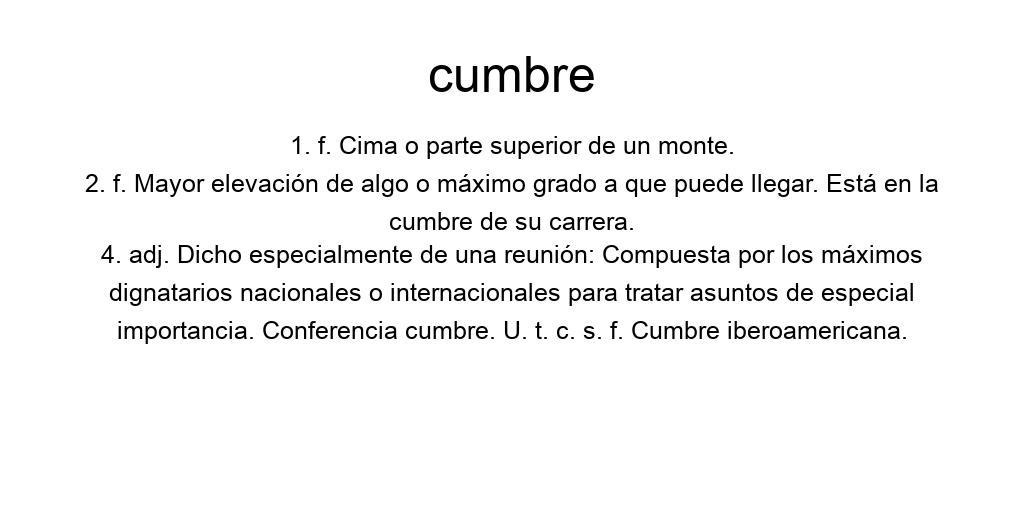 cumbre
1. f. Cima o parte superior de un monte.
2. f. Mayor elevación de algo o máximo grado a que puede llegar. Está en la
cumbre de su carrera.
4. adj. Dicho especialmente de una reunión: Compuesta por los máximos
dignatarios nacionales o internacionales para tratar asuntos de especial
importancia. Conferencia cumbre. U. t. c. s. f. Cumbre iberoamericana.